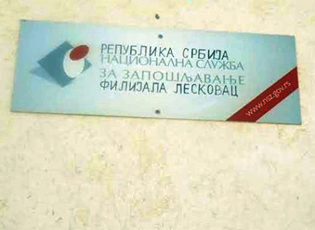 РЕПУБЛИКА СРБИЈА
НАЦИОНАЛНА СЛУЖБА
ЗА ЗАПОШЉАВАЊЕ
ФИЛИЈАЛА ЛЕСКОВАЦ
www.nsz.gov.rs